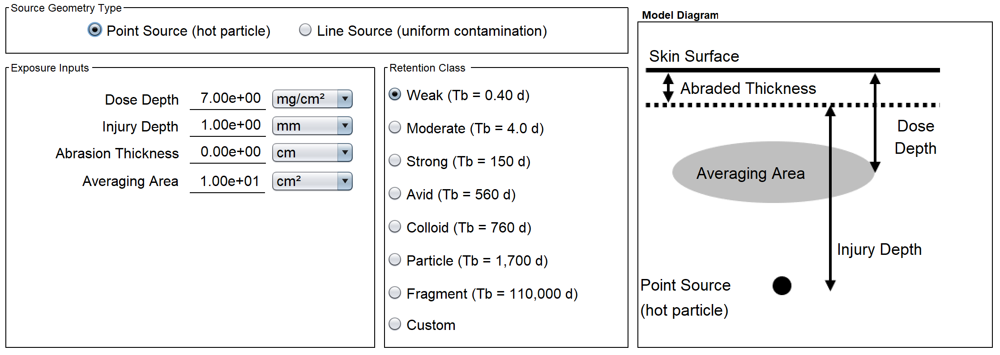 Source Geometry Type
Point Source (hot particle)
Line Source (uniform contamination)
Exposure Inputs
Dose Depth 7.00e+00 mg/cm²
Injury Depth 1.00e+00 mm
Abrasion Thickness 0.00e+00 cm
Averaging Area 1.00e+01 cm²
Retention Class
Weak (Tb = 0.40 d)
Moderate (Tb = 4.0 d)
Strong (Tb = 150 d)
Avid (Tb = 560 d)
Colloid (Tb = 760 d)
Particle (Tb = 1,700 d)
Fragment (Tb = 110,000 d)
Custom
Model Diagram
Skin Surface
Abraded Thickness
Dose
Depth
Averaging Area
Injury Depth
Point Source
(hot particle)